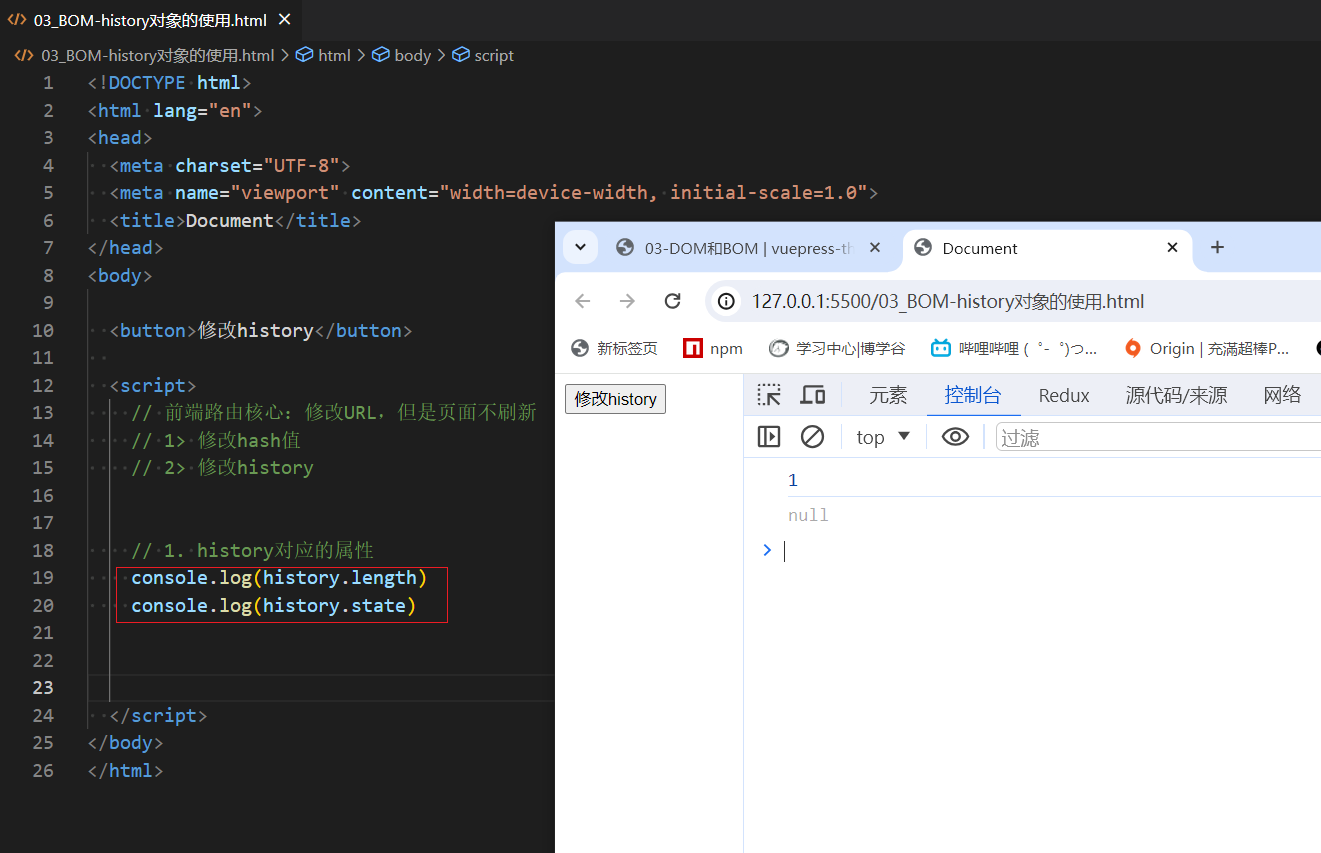 03_BOM-history对象的使用.html
03_BOM-history对象的使用.html > html > body > script
1 <!DOCTYPE html>
2 <html lang="en">
3 <head>
4 <meta charset="UTF-8">
5 <meta name="viewport" content="width=device-width, initial-scale=1.0">
6 <title>Document</title>
7 </head>
8 <body>
9
10 <button>修改history</button>
11
12 <script>
13 // 前端路由核心：修改URL，但是页面不刷新
14 // 1> 修改hash值
15 // 2> 修改history
16
17
18 // 1. history对应的属性
19 console.log(history.length)
20 console.log(history.state)
21
22
23
24 </script>
25 </body>
26 </html>
03-DOM和BOM | vuepress-th
Document
127.0.0.1:5500/03_BOM-history对象的使用.html
新标签页 npm 学习中心|博学谷 哔哩哔哩 ( ゜- ゜)つ... Origin | 充滿超棒P...
修改history
元素 控制台 Redux 源代码/来源 网络
top 过滤
1
null
>